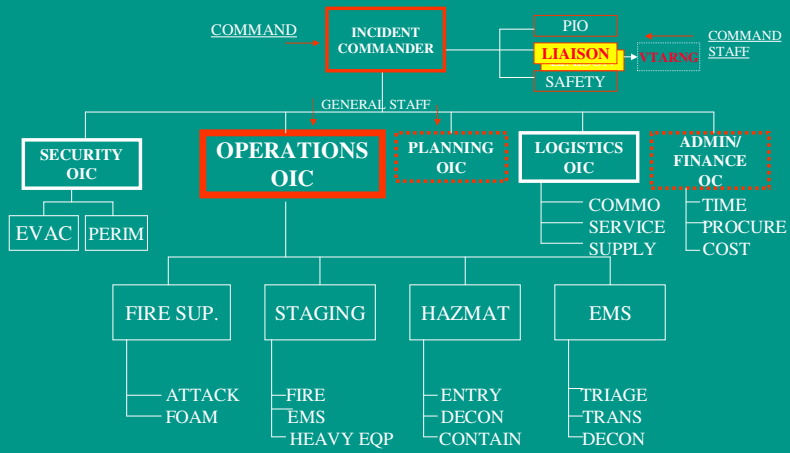 COMMAND
INCIDENT
COMMANDER
PIO
LIAISON
SAFETY
VTARNG
COMMAND
STAFF
GENERAL STAFF
SECURITY
OIC
OPERATIONS
OIC
PLANNING
OIC
LOGISTICS
OIC
ADMIN/
FINANCE
OC
EVAC
PERIM
COMMO
SERVICE
SUPPLY
TIME
PROCURE
COST
FIRE SUP.
STAGING
HAZMAT
EMS
ATTACK
FOAM
FIRE
EMS
HEAVY EQP
ENTRY
DECON
CONTAIN
TRIAGE
TRANS
DECON